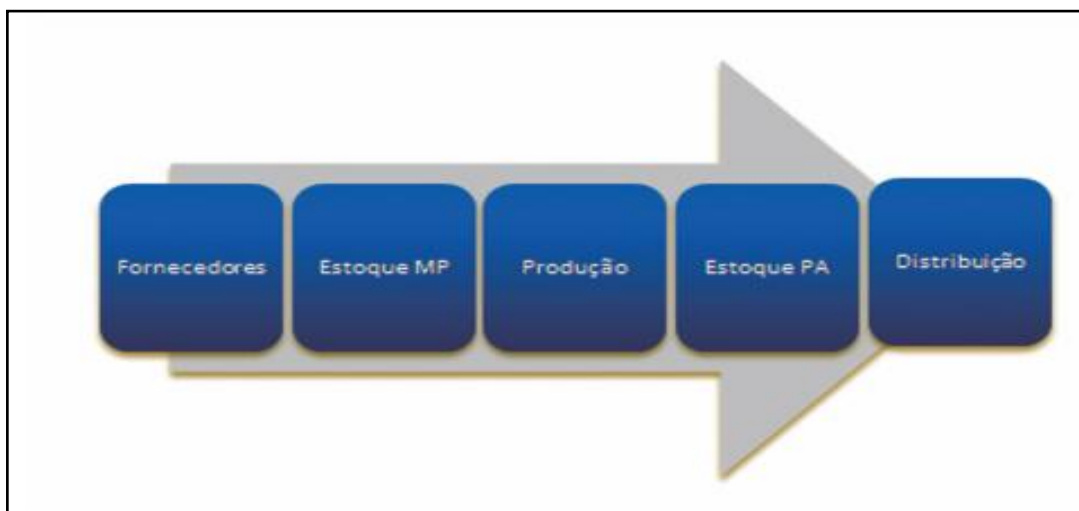 Fornecedores
Estoque MP
Produção
Estoque PA
Distribuição